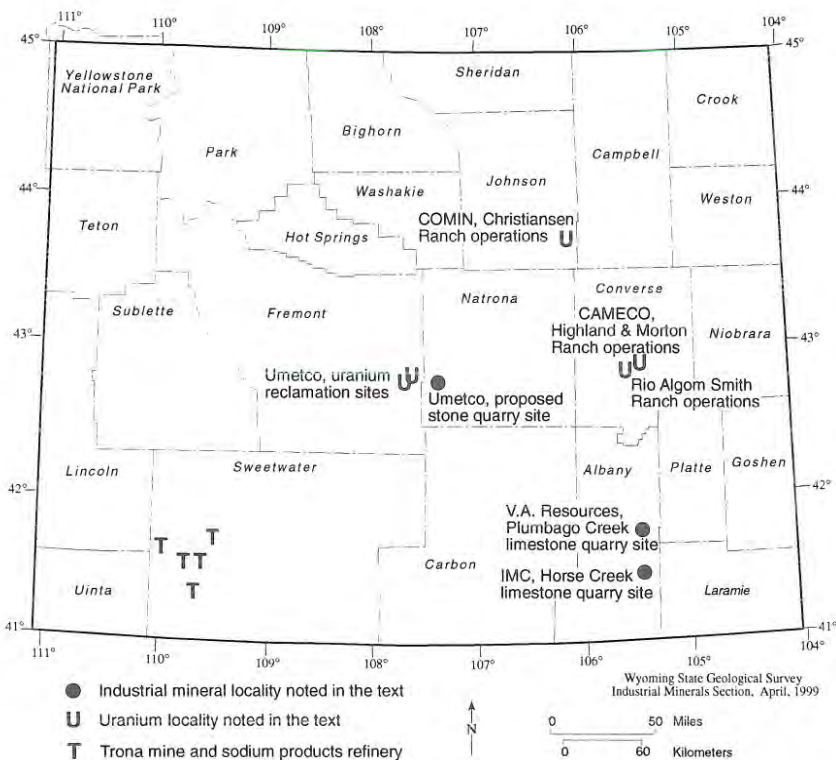 111°
110°
109°
108°
107°
106°
105°
104°
45°
45°
Yellowstone
National Park
Sheridan
Crook
Bighorn
Park
Campbell
Johnson
Washakie
44°
44°
Weston
Teton
COMIN, Christiansen
Ranch operations
U
Hot Springs
Natrona
Converse
Sublette
Fremont
CAMECO,
Highland & Morton
Ranch operations
43°
43°
Niobrara
U U
Umetco, uranium
reclamation sites
U U
Umetco, proposed
stone quarry site
Rio Algom Smith
Ranch operations
Lincoln
Sweetwater
Albany
Platte
Goshen
42°
42°
V.A. Resources,
Plumbago Creek
limestone quarry site
T T T T T
Carbon
IMC, Horse Creek
limestone quarry site
Uinta
Laramie
41°
41°
111°
110°
109°
108°
107°
106°
105°
104°
Wyoming State Geological Survey
Industrial Minerals Section, April, 1999
Industrial mineral locality noted in the text
U Uranium locality noted in the text
T Trona mine and sodium products refinery
N
0 50 Miles
0 60 Kilometers